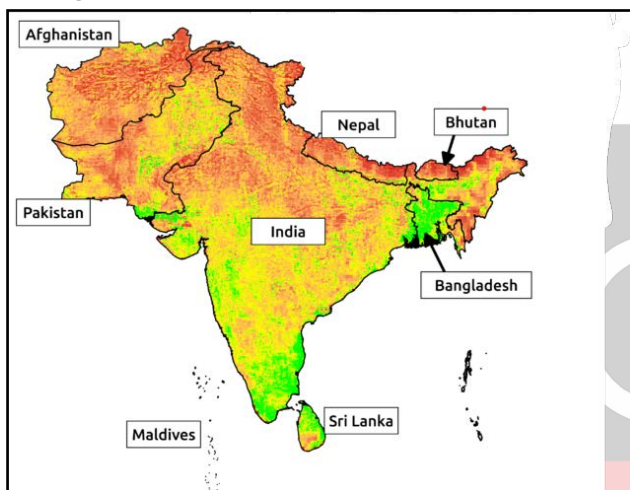 Afghanistan
Nepal
Bhutan
Pakistan
India
Bangladesh
Maldives
Sri Lanka